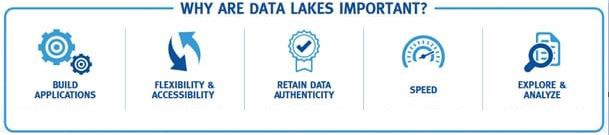 WHY ARE DATA LAKES IMPORTANT?
BUILD
APPLICATIONS
FLEXIBILITY &
ACCESSIBILITY
RETAIN DATA
AUTHENTICITY
SPEED
EXPLORE &
ANALYZE